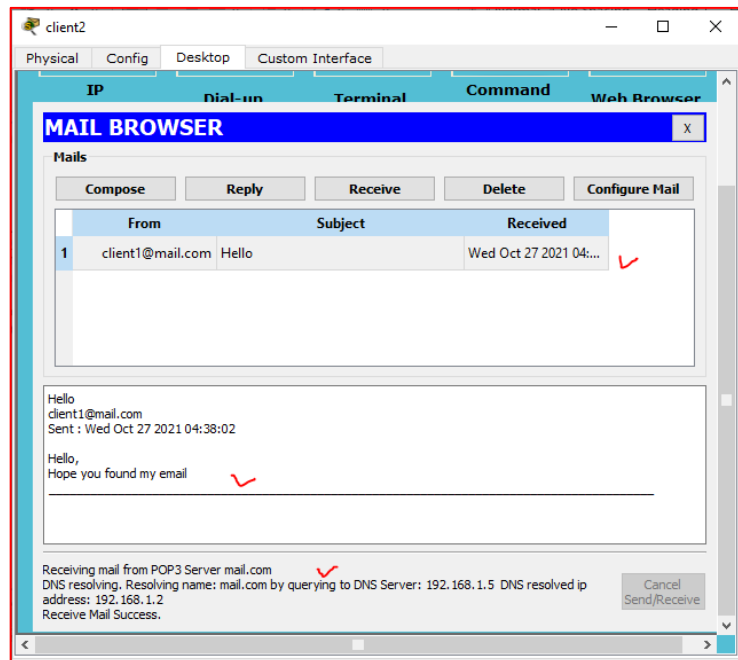 client2
Physical Config Desktop Custom Interface
IP Dial-up Terminal Command Web Browser
MAIL BROWSER X
Mails
Compose Reply Receive Delete Configure Mail
From Subject Received
1 client1@mail.com Hello Wed Oct 27 2021 04:...
Hello
client1@mail.com
Sent : Wed Oct 27 2021 04:38:02
Hello,
Hope you found my email
Receiving mail from POP3 Server mail.com
DNS resolving. Resolving name: mail.com by querying to DNS Server: 192.168.1.5 DNS resolved ip
address: 192.168.1.2
Receive Mail Success.
Cancel
Send/Receive